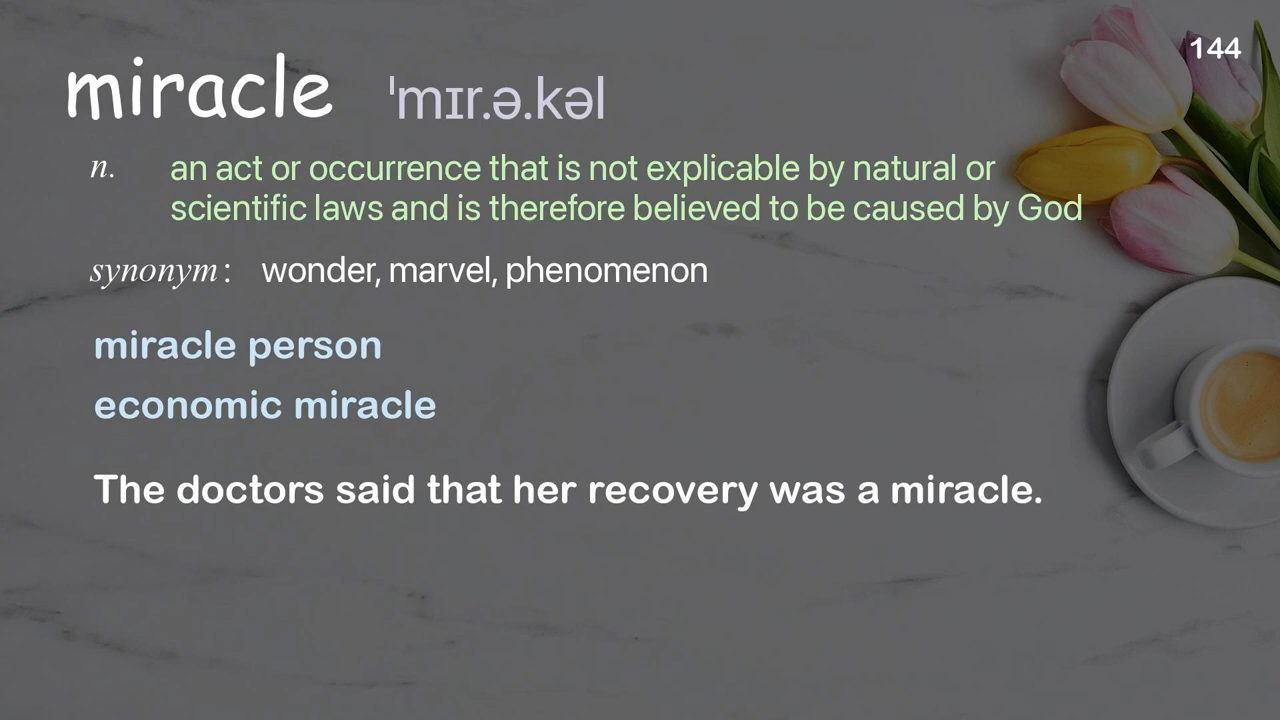 144
miracle ˈmɪr.ə.kəl
n. an act or occurrence that is not explicable by natural or
scientific laws and is therefore believed to be caused by God
synonym: wonder, marvel, phenomenon
miracle person
economic miracle
The doctors said that her recovery was a miracle.